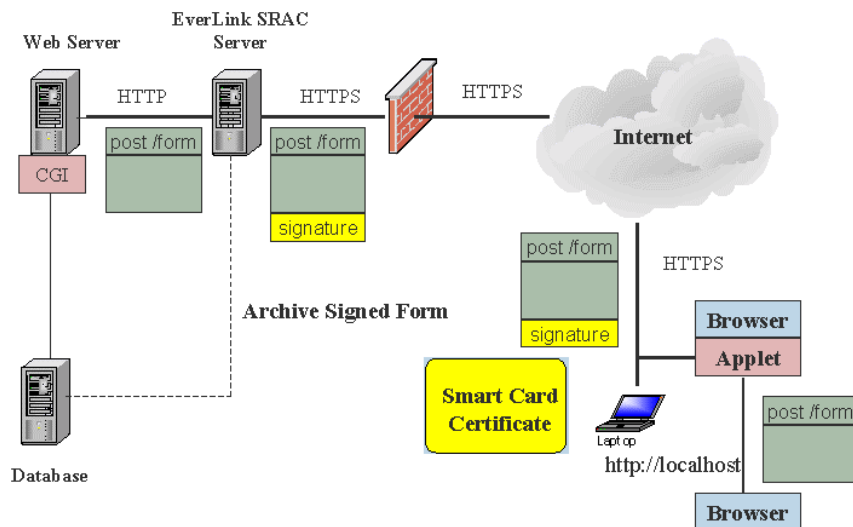 EverLink SRAC
Server
Web Server
HTTP
HTTPS
HTTPS
post /form
post /form
Internet
CGI
signature
post /form
HTTPS
Archive Signed Form
signature
Browser
Applet
Smart Card
Certificate
post /form
Laptop
http://localhost
Database
Browser